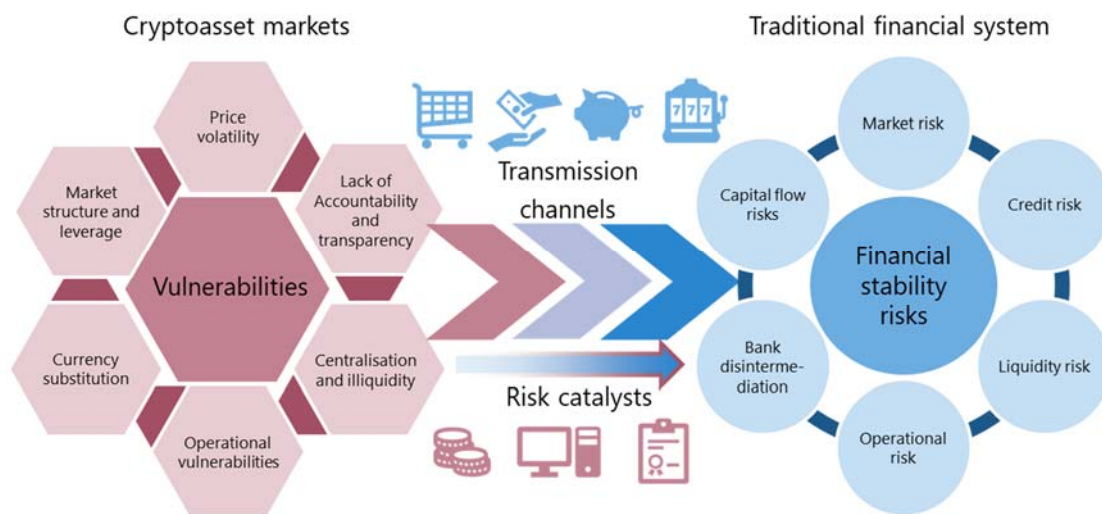 Cryptoasset markets
Traditional financial system
Price
volatility
Market
structure and
leverage
Lack of
Accountability
and
transparency
Vulnerabilities
Currency
substitution
Centralisation
and illiquidity
Operational
vulnerabilities
777
Transmission
channels
Risk catalysts
Market risk
Capital flow
risks
Credit risk
Financial
stability
risks
Bank
disinterme-
diation
Liquidity risk
Operational
risk